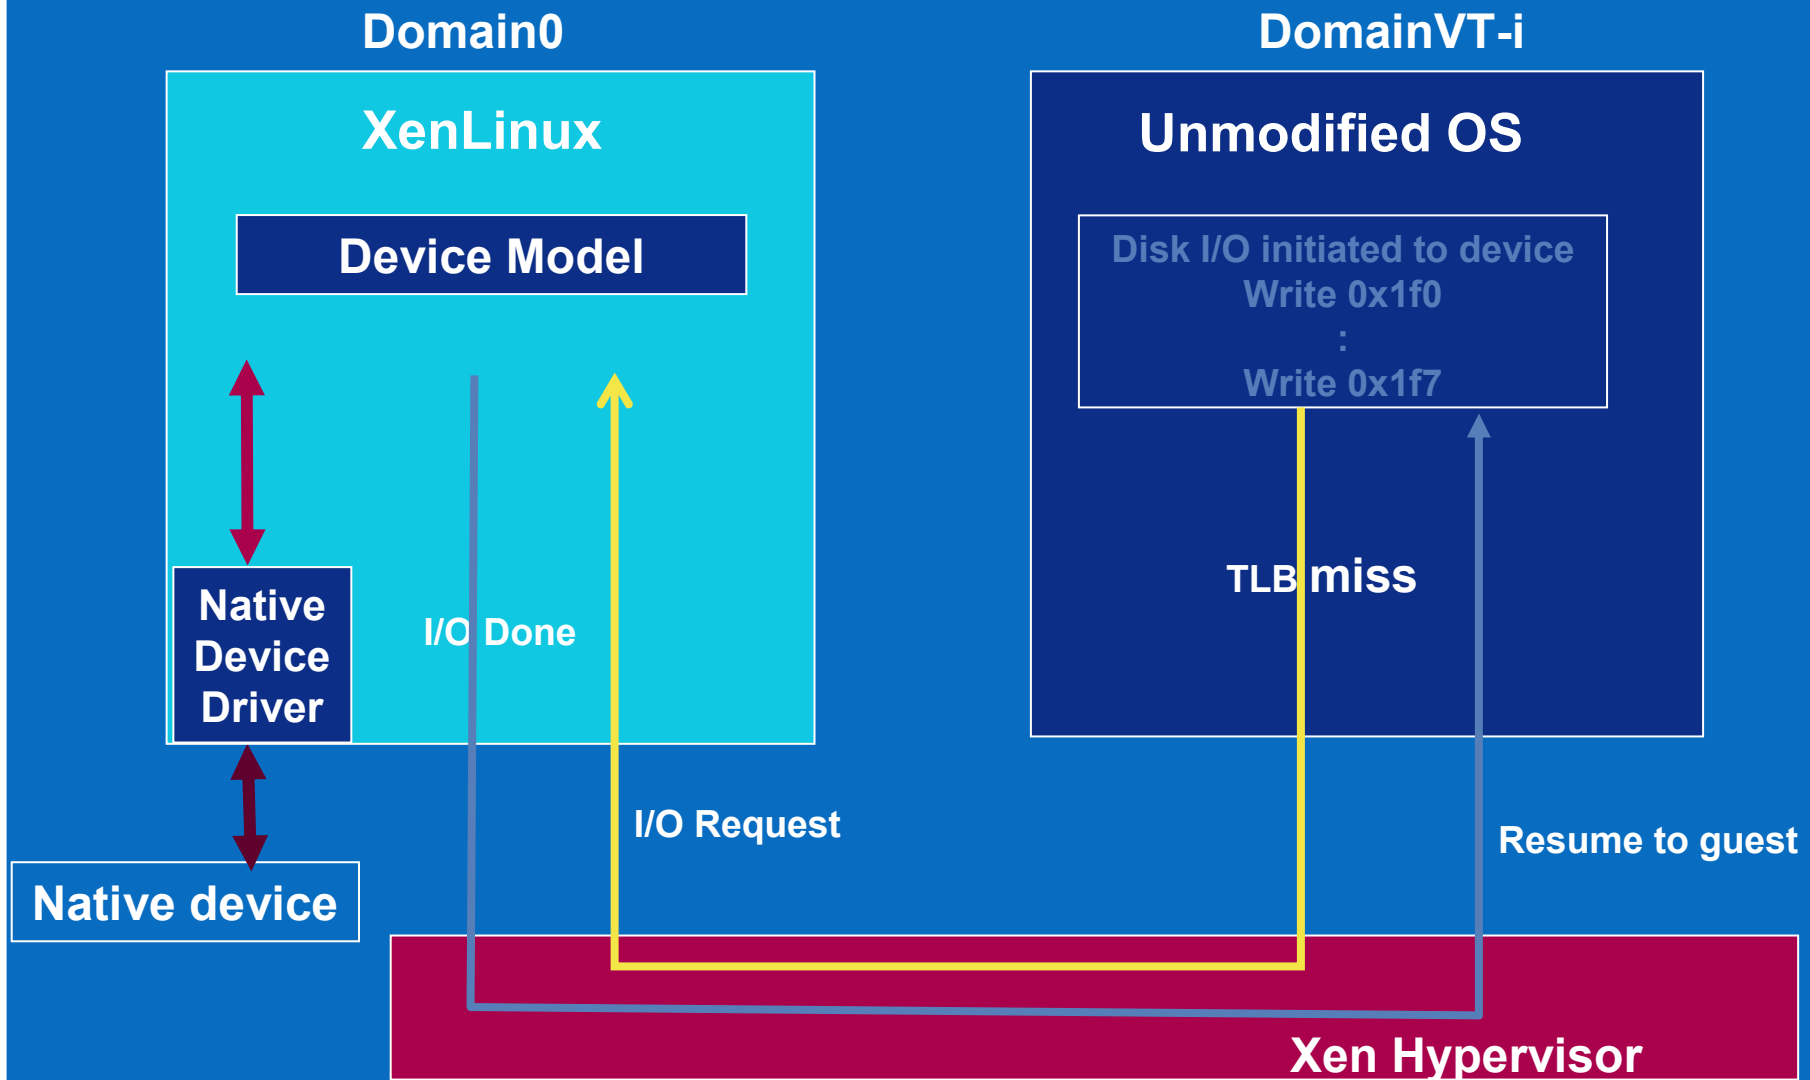 Domain0
DomainVT-i
XenLinux
Unmodified OS
Device Model
Disk I/O initiated to device
Write 0x1f0
:
Write 0x1f7
TLB miss
Native
Device
Driver
I/O Done
I/O Request
Resume to guest
Native device
Xen Hypervisor